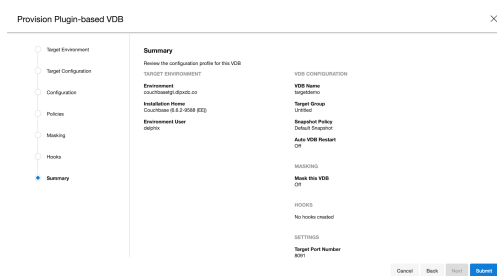 Provision Plugin-based VDB
Target Environment
Target Configuration
Configuration
Policies
Masking
Hooks
Summary
Summary
Review the configuration profile for this VDB
TARGET ENVIRONMENT
Environment
couchbasetgt.dlpxdc.co
Installation Home
Couchbase (6.6.2-9588 (EE))
Environment User
delphix
VDB CONFIGURATION
VDB Name
targetdemo
Target Group
Untitled
Snapshot Policy
Default Snapshot
Auto VDB Restart
Off
MASKING
Mask this VDB
Off
HOOKS
No hooks created
SETTINGS
Target Port Number
8091
Cancel Back Next Submit